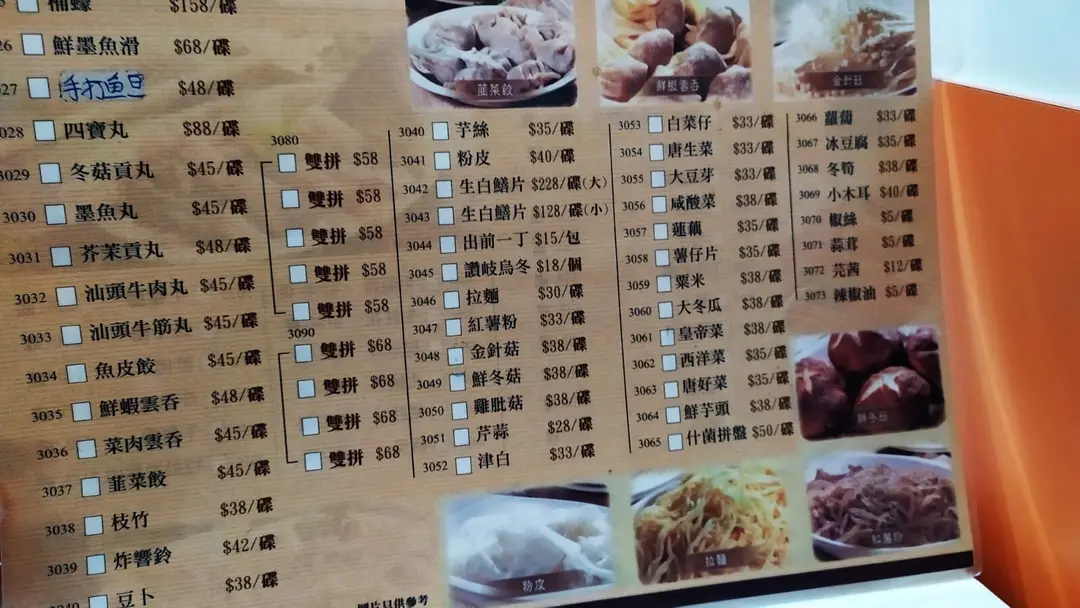 桶蠔 $158/碟
26 鮮墨魚滑 $68/碟
27 手打鱼旦 $48/碟
028 四寶丸 $88/碟
3029 冬菇貢丸 $45/碟
3030 墨魚丸 $45/碟
3031 芥茉貢丸 $48/碟
3032 汕頭牛肉丸 $45/碟
3033 汕頭牛筋丸 $45/碟
3034 魚皮餃 $45/碟
3035 鮮蝦雲吞 $48/碟
3036 菜肉雲吞 $45/碟
3037 韮菜餃 $45/碟
3038 枝竹 $38/碟
3039 炸響鈴 $42/碟
豆卜 $38/碟
3080
雙拼 $58
雙拼 $58
雙拼 $58
雙拼 $58
雙拼 $58
3090
雙拼 $68
雙拼 $68
雙拼 $68
雙拼 $68
韮菜餃
鮮蝦雲吞
金針菇
3040 芋絲 $35/碟
3041 粉皮 $40/碟
3042 生白鱔片 $228/碟(大)
3043 生白鱔片 $128/碟(小)
3044 出前一丁 $15/包
3045 讚岐烏冬 $18/個
3046 拉麵 $30/碟
3047 紅薯粉 $33/碟
3048 金針菇 $38/碟
3049 鮮冬菇 $38/碟
3050 雞肶菇 $38/碟
3051 芹蒜 $28/碟
3052 津白 $33/碟
3053 白菜仔 $33/碟
3054 唐生菜 $33/碟
3055 大豆芽 $33/碟
3056 咸酸菜 $38/碟
3057 蓮藕 $35/碟
3058 薯仔片 $35/碟
3059 粟米 $38/碟
3060 大冬瓜 $38/碟
3061 皇帝菜 $38/碟
3062 西洋菜 $35/碟
3063 唐好菜 $35/碟
3064 鮮芋頭 $38/碟
3065 什菌拼盤 $50/碟
3066 蘿蔔 $33/碟
3067 冰豆腐 $35/碟
3068 冬筍 $38/碟
3069 小木耳 $40/碟
3070 椒絲 $5/碟
3071 蒜茸 $5/碟
3072 芫茜 $12/碟
3073 辣椒油 $5/碟
鮮冬菇
粉皮
拉麵
紅薯粉
圖片只供參考